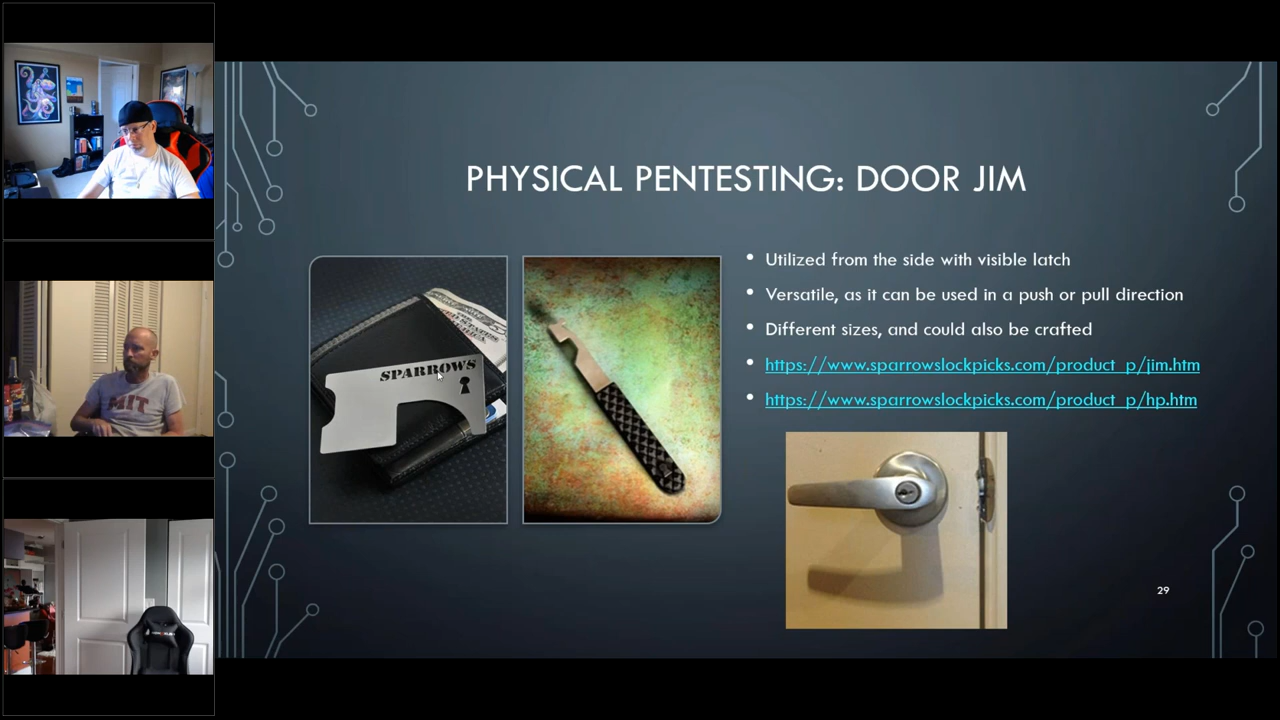 PHYSICAL PENTESTING: DOOR JIM
SPARROWS
Utilized from the side with visible latch
Versatile, as it can be used in a push or pull direction
Different sizes, and could also be crafted
https://www.sparrowslockpicks.com/product_p/jim.htm
https://www.sparrowslockpicks.com/product_p/hp.htm
29
MIT